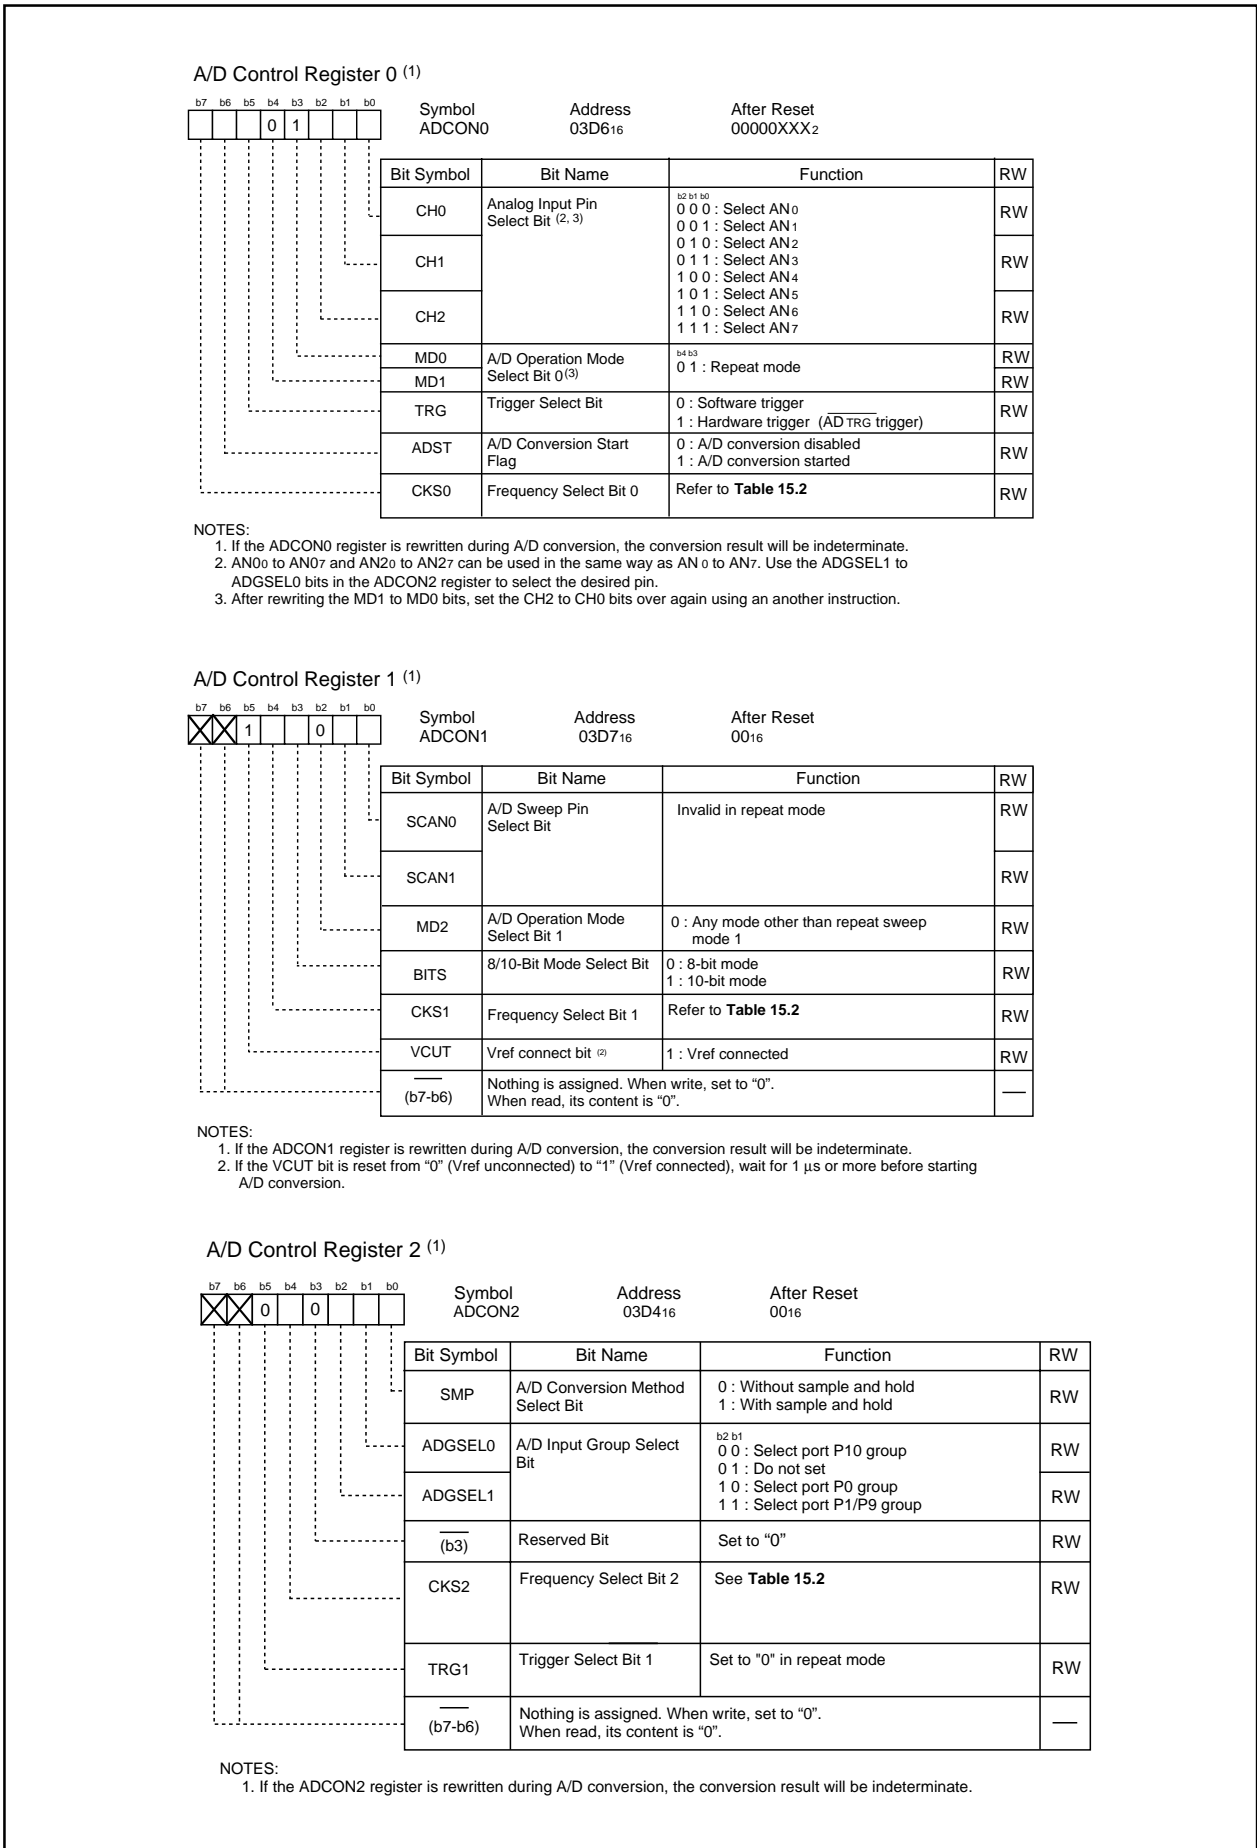 A/D Control Register 0 (1)
b7 b6 b5 b4 b3 b2 b1 b0
0 1
Symbol Address After Reset
ADCON0 03D616 00000XXX2
Bit Symbol Bit Name Function RW
CH0 Analog Input Pin Select Bit (2, 3) RW
b2 b1 b0
0 0 0 : Select AN0
0 0 1 : Select AN1
0 1 0 : Select AN2
0 1 1 : Select AN3
1 0 0 : Select AN4
1 0 1 : Select AN5
1 1 0 : Select AN6
1 1 1 : Select AN7
CH1 RW
CH2 RW
MD0 A/D Operation Mode Select Bit 0(3) RW
b4 b3
0 1 : Repeat mode
MD1 RW
TRG Trigger Select Bit RW
0 : Software trigger
1 : Hardware trigger (ADTRG trigger)
ADST A/D Conversion Start Flag RW
0 : A/D conversion disabled
1 : A/D conversion started
CKS0 Frequency Select Bit 0 Refer to Table 15.2 RW
NOTES:
1. If the ADCON0 register is rewritten during A/D conversion, the conversion result will be indeterminate.
2. AN00 to AN07 and AN20 to AN27 can be used in the same way as AN 0 to AN7. Use the ADGSEL1 to
ADGSEL0 bits in the ADCON2 register to select the desired pin.
3. After rewriting the MD1 to MD0 bits, set the CH2 to CH0 bits over again using an another instruction.
A/D Control Register 1 (1)
b7 b6 b5 b4 b3 b2 b1 b0
1 0
Symbol Address After Reset
ADCON1 03D716 0016
Bit Symbol Bit Name Function RW
SCAN0 A/D Sweep Pin Select Bit Invalid in repeat mode RW
SCAN1 RW
MD2 A/D Operation Mode Select Bit 1 RW
0 : Any mode other than repeat sweep
mode 1
BITS 8/10-Bit Mode Select Bit RW
0 : 8-bit mode
1 : 10-bit mode
CKS1 Frequency Select Bit 1 Refer to Table 15.2 RW
VCUT Vref connect bit (2) 1 : Vref connected RW
(b7-b6) Nothing is assigned. When write, set to “0”. —
When read, its content is “0”.
NOTES:
1. If the ADCON1 register is rewritten during A/D conversion, the conversion result will be indeterminate.
2. If the VCUT bit is reset from “0” (Vref unconnected) to “1” (Vref connected), wait for 1 µs or more before starting
A/D conversion.
A/D Control Register 2 (1)
b7 b6 b5 b4 b3 b2 b1 b0
0 0
Symbol Address After Reset
ADCON2 03D416 0016
Bit Symbol Bit Name Function RW
SMP A/D Conversion Method Select Bit RW
0 : Without sample and hold
1 : With sample and hold
ADGSEL0 A/D Input Group Select Bit RW
b2 b1
0 0 : Select port P10 group
0 1 : Do not set
1 0 : Select port P0 group
1 1 : Select port P1/P9 group
ADGSEL1 RW
(b3) Reserved Bit Set to “0” RW
CKS2 Frequency Select Bit 2 See Table 15.2 RW
TRG1 Trigger Select Bit 1 Set to "0" in repeat mode RW
(b7-b6) Nothing is assigned. When write, set to “0”. —
When read, its content is “0”.
NOTES:
1. If the ADCON2 register is rewritten during A/D conversion, the conversion result will be indeterminate.